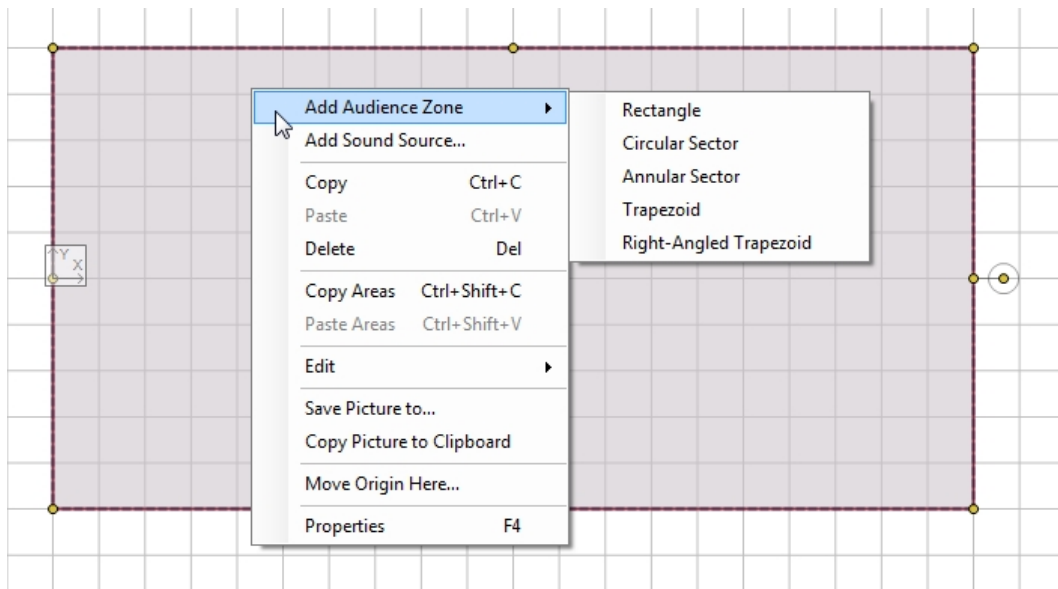 Add Audience Zone
Add Sound Source...
Copy Ctrl+C
Paste Ctrl+V
Delete Del
Copy Areas Ctrl+Shift+C
Paste Areas Ctrl+Shift+V
Edit
Save Picture to...
Copy Picture to Clipboard
Move Origin Here...
Properties F4
Rectangle
Circular Sector
Annular Sector
Trapezoid
Right-Angled Trapezoid
Y
X